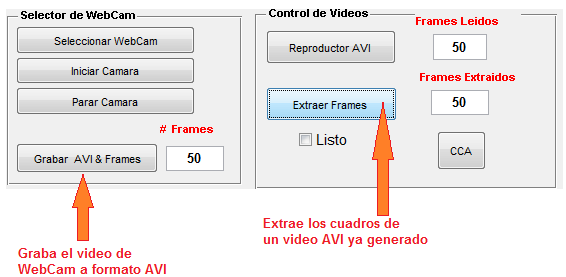 Selector de WebCam
Seleccionar WebCam
Iniciar Camara
Parar Camara
# Frames
Grabar AVI & Frames
50
Control de Videos
Frames Leidos
Reproductor AVI
50
Frames Extraidos
Extraer Frames
50
Listo
CCA
Graba el video de
WebCam a formato AVI
Extrae los cuadros de
un video AVI ya generado